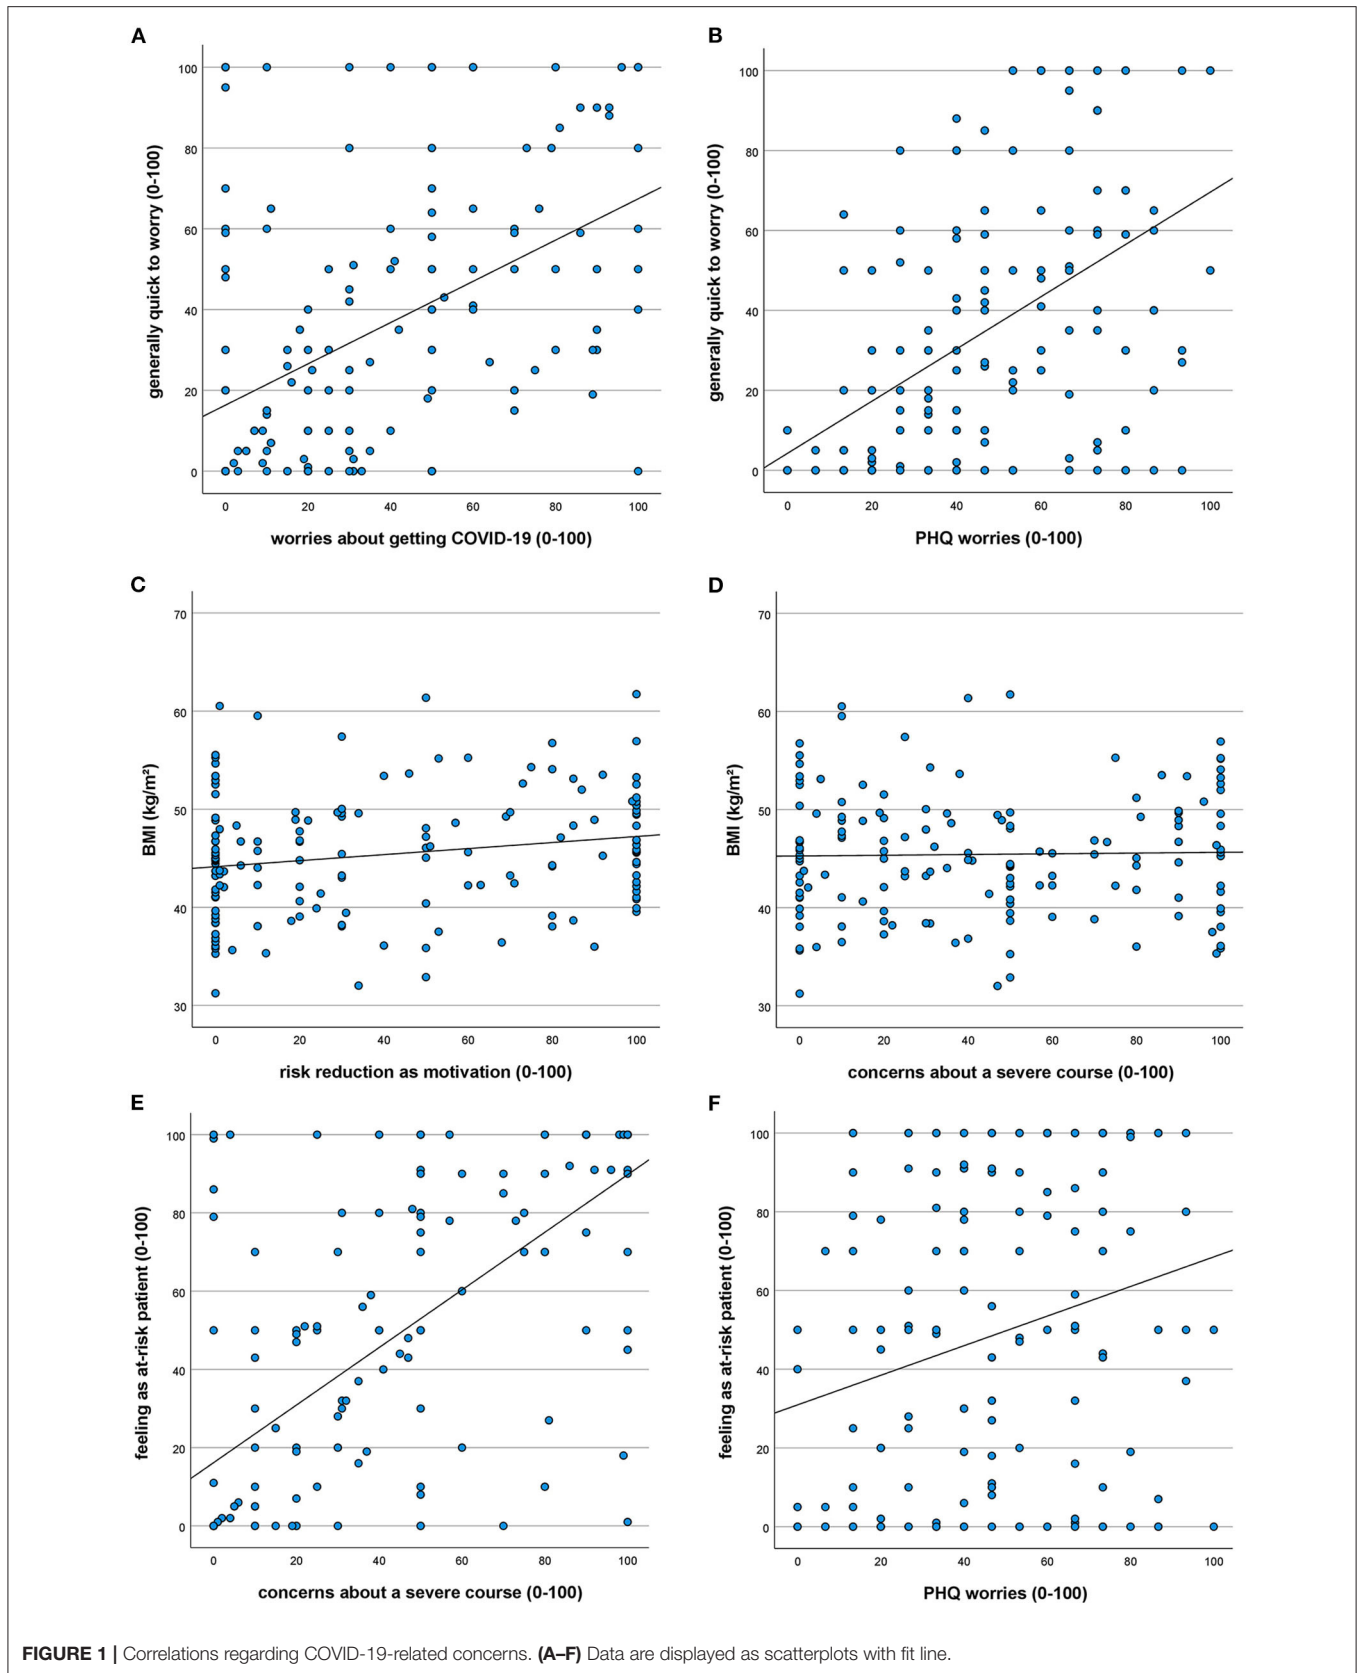 A
B
100
80
60
40
20
0
generally quick to worry (0-100)
0 20 40 60 80 100
worries about getting COVID-19 (0-100)
100
80
60
40
20
0
generally quick to worry (0-100)
0 20 40 60 80 100
PHQ worries (0-100)
C
D
70
60
50
40
30
BMI (kg/m²)
0 20 40 60 80 100
risk reduction as motivation (0-100)
70
60
50
40
30
BMI (kg/m²)
0 20 40 60 80 100
concerns about a severe course (0-100)
E
F
100
80
60
40
20
0
feeling as at-risk patient (0-100)
0 20 40 60 80 100
concerns about a severe course (0-100)
100
80
60
40
20
0
feeling as at-risk patient (0-100)
0 20 40 60 80 100
PHQ worries (0-100)
FIGURE 1 | Correlations regarding COVID-19-related concerns. (A–F) Data are displayed as scatterplots with fit line.